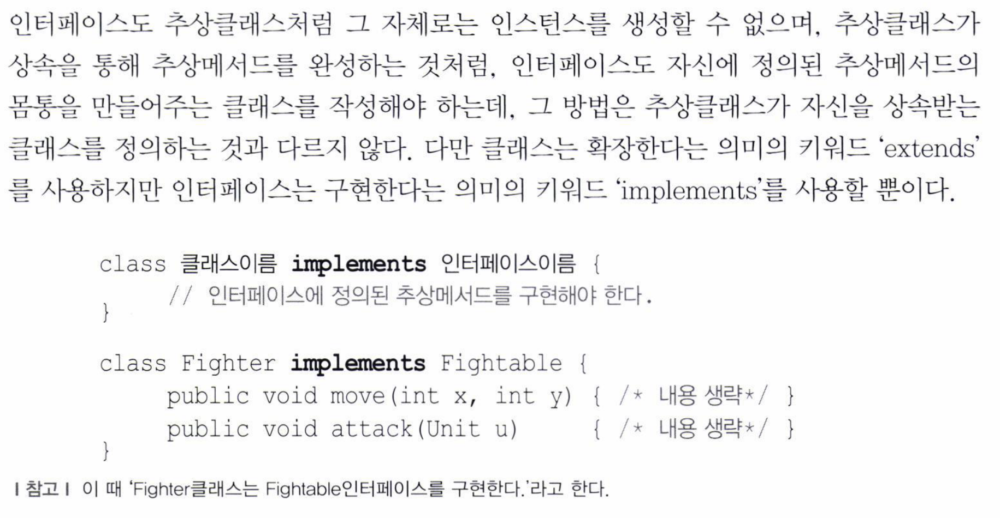 인터페이스도 추상클래스처럼 그 자체로는 인스턴스를 생성할 수 없으며, 추상클래스가
상속을 통해 추상메서드를 완성하는 것처럼, 인터페이스도 자신에 정의된 추상메서드의
몸통을 만들어주는 클래스를 작성해야 하는데, 그 방법은 추상클래스가 자신을 상속받는
클래스를 정의하는 것과 다르지 않다. 다만 클래스는 확장한다는 의미의 키워드 ‘extends’
를 사용하지만 인터페이스는 구현한다는 의미의 키워드 ‘implements’를 사용할 뿐이다.
class 클래스이름 implements 인터페이스이름 {
// 인터페이스에 정의된 추상메서드를 구현해야 한다.
}
class Fighter implements Fightable {
public void move(int x, int y) { /* 내용 생략*/ }
public void attack(Unit u) { /* 내용 생략*/ }
}
| 참고 | 이 때 ‘Fighter클래스는 Fightable인터페이스를 구현한다.’라고 한다.